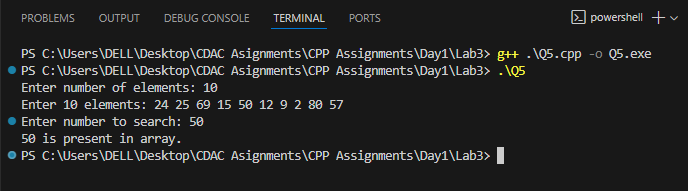 PROBLEMS OUTPUT DEBUG CONSOLE TERMINAL PORTS powershell
PS C:\Users\DELL\Desktop\CDAC Asignments\CPP Assignments\Day1\Lab3> g++ .\Q5.cpp -o Q5.exe
PS C:\Users\DELL\Desktop\CDAC Asignments\CPP Assignments\Day1\Lab3> .\Q5
Enter number of elements: 10
Enter 10 elements: 24 25 69 15 50 12 9 2 80 57
Enter number to search: 50
50 is present in array.
PS C:\Users\DELL\Desktop\CDAC Asignments\CPP Assignments\Day1\Lab3>